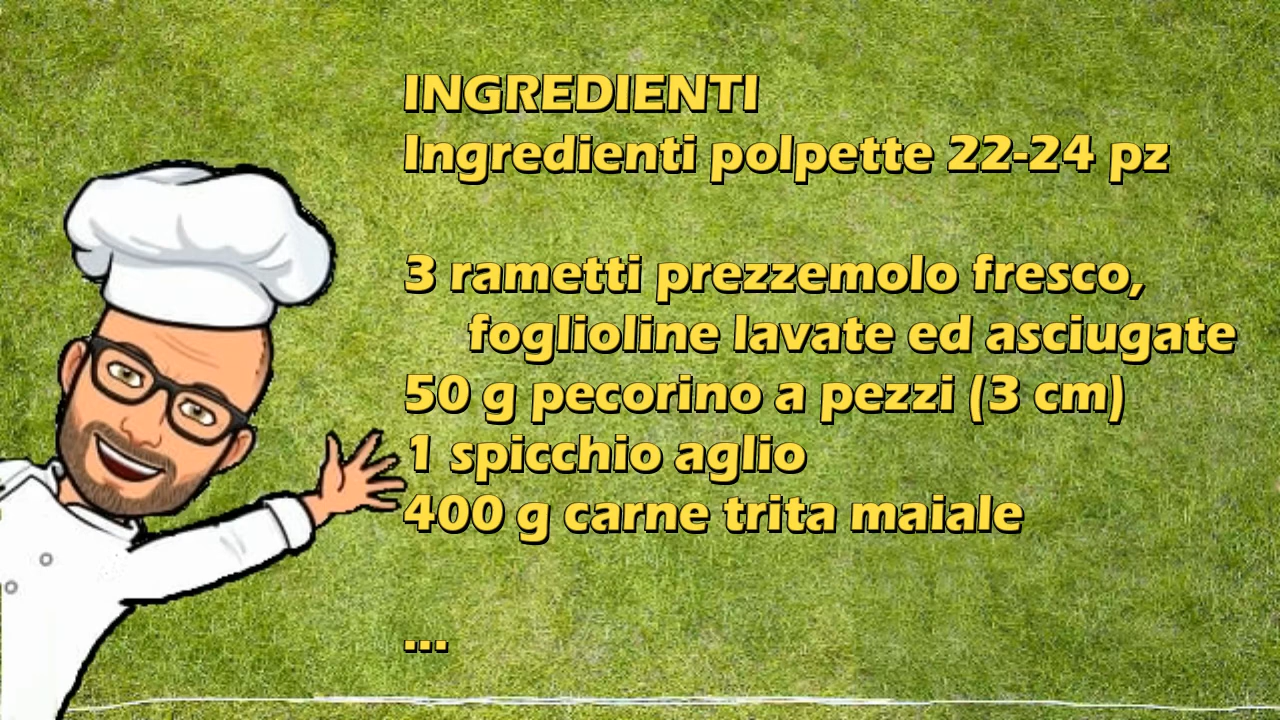 INGREDIENTI
Ingredienti polpette 22-24 pz
3 rametti prezzemolo fresco,
foglioline lavate ed asciugate
50 g pecorino a pezzi (3 cm)
1 spicchio aglio
400 g carne trita maiale
...